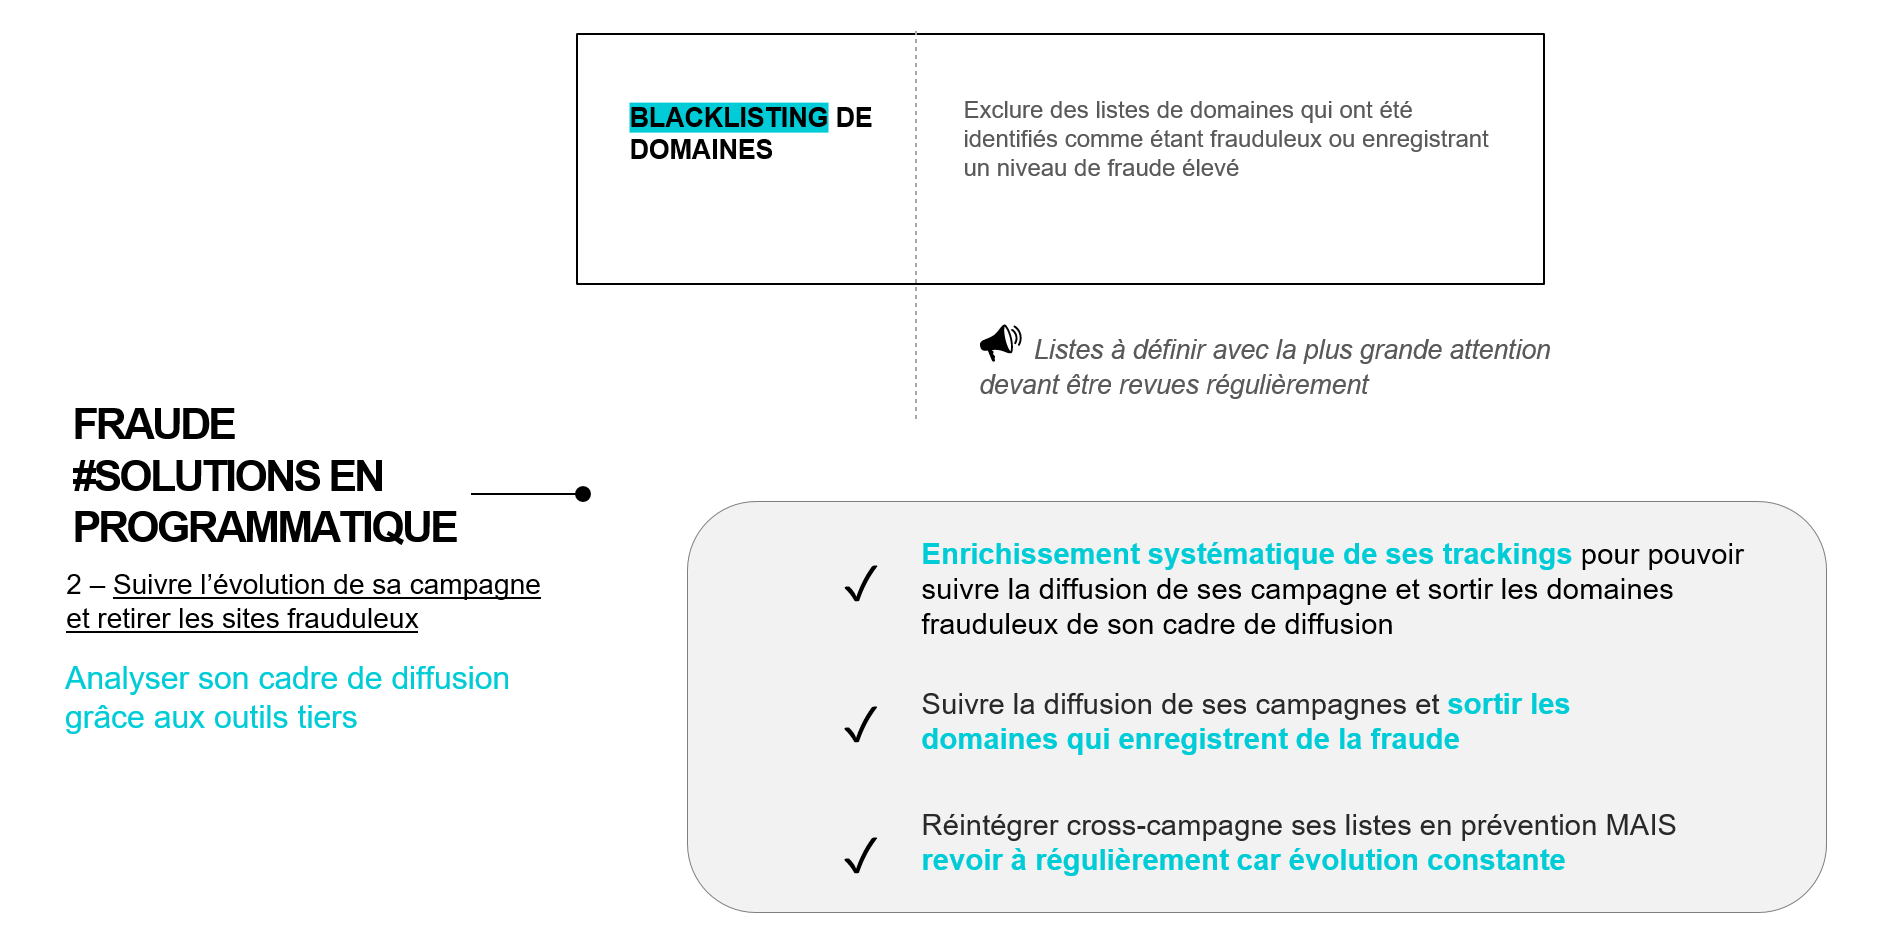 BLACKLISTING DE
DOMAINES
Exclure des listes de domaines qui ont été
identifiés comme étant frauduleux ou enregistrant
un niveau de fraude élevé
Listes à définir avec la plus grande attention
devant être revues régulièrement
FRAUDE
#SOLUTIONS EN
PROGRAMMATIQUE
2 – Suivre l’évolution de sa campagne
et retirer les sites frauduleux
Analyser son cadre de diffusion
grâce aux outils tiers
Enrichissement systématique de ses trackings pour pouvoir
suivre la diffusion de ses campagne et sortir les domaines
frauduleux de son cadre de diffusion
Suivre la diffusion de ses campagnes et sortir les
domaines qui enregistrent de la fraude
Réintégrer cross-campagne ses listes en prévention MAIS
revoir à régulièrement car évolution constante